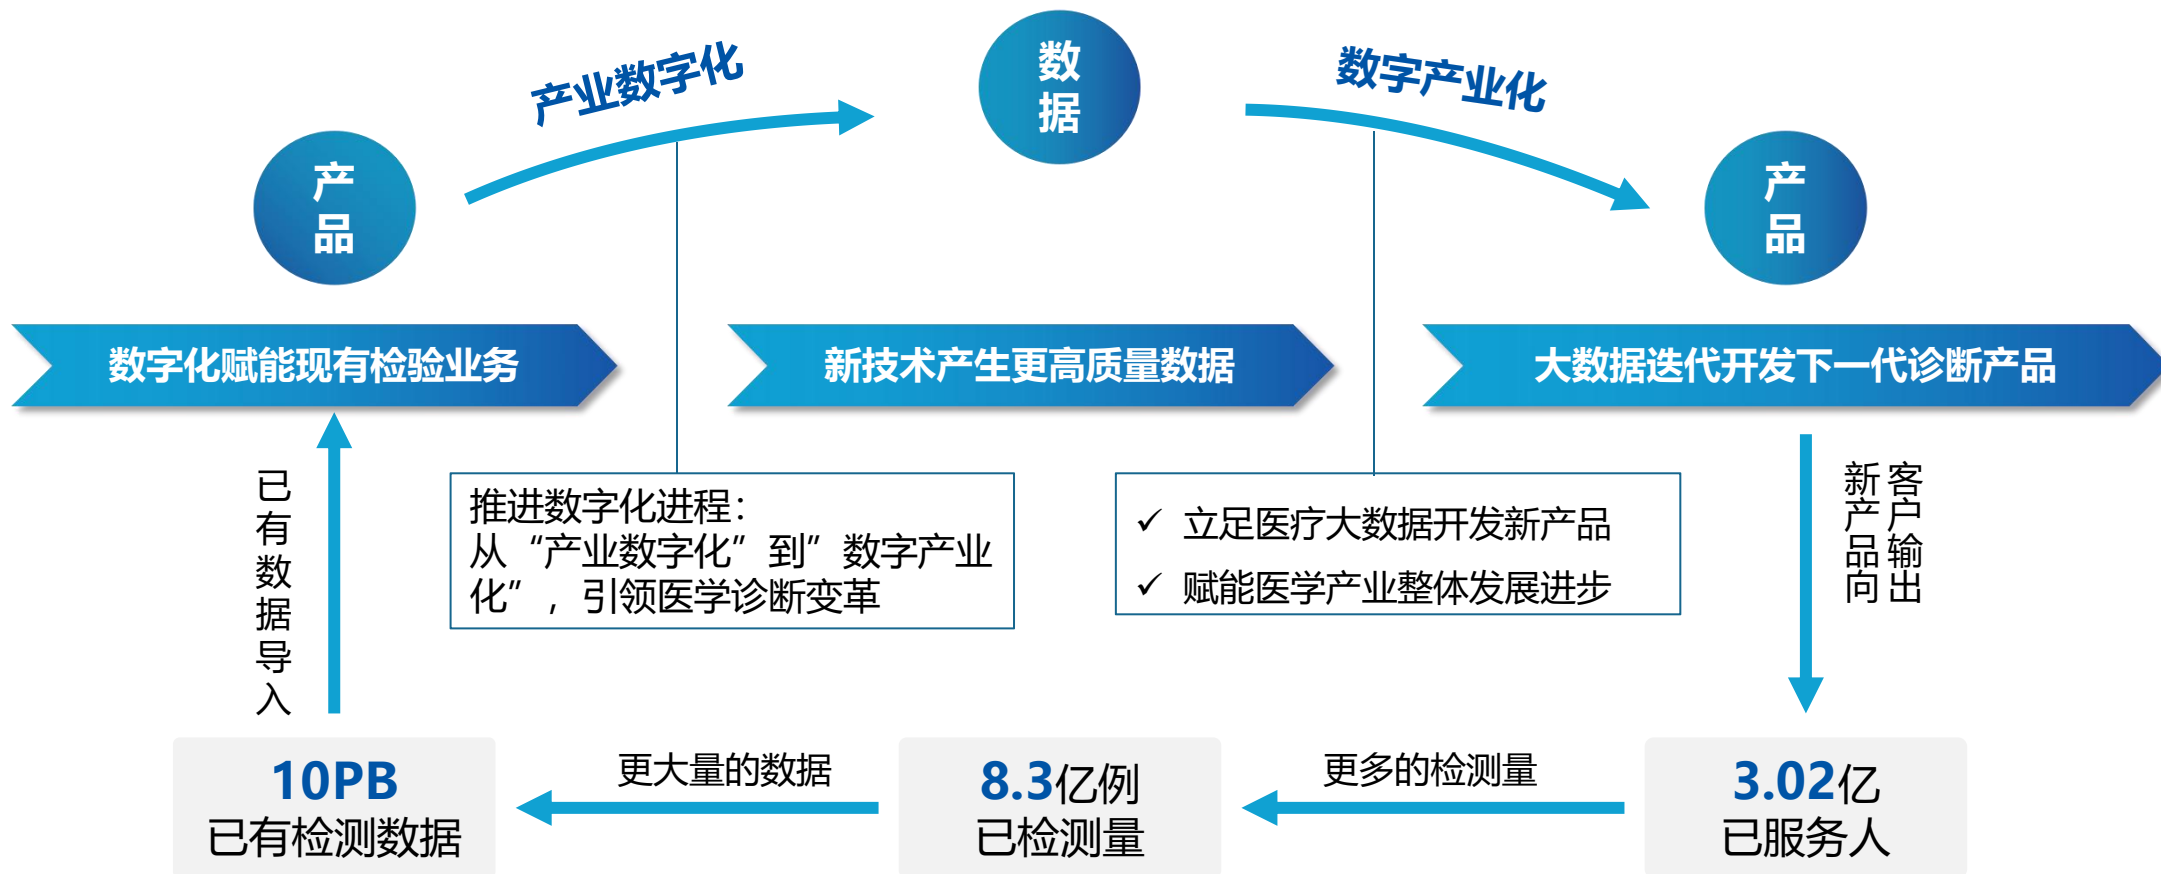 产业数字化
数
据
数字产业化
产
品
产
品
数字化赋能现有检验业务
新技术产生更高质量数据
大数据迭代开发下一代诊断产品
已有数据导入
推进数字化进程：
从“产业数字化”到”数字产业
化”，引领医学诊断变革
✓ 立足医疗大数据开发新产品
✓ 赋能医学产业整体发展进步
新产品向
客户输出
10PB
已有检测数据
更大量的数据
8.3亿例
已检测量
更多的检测量
3.02亿
已服务人